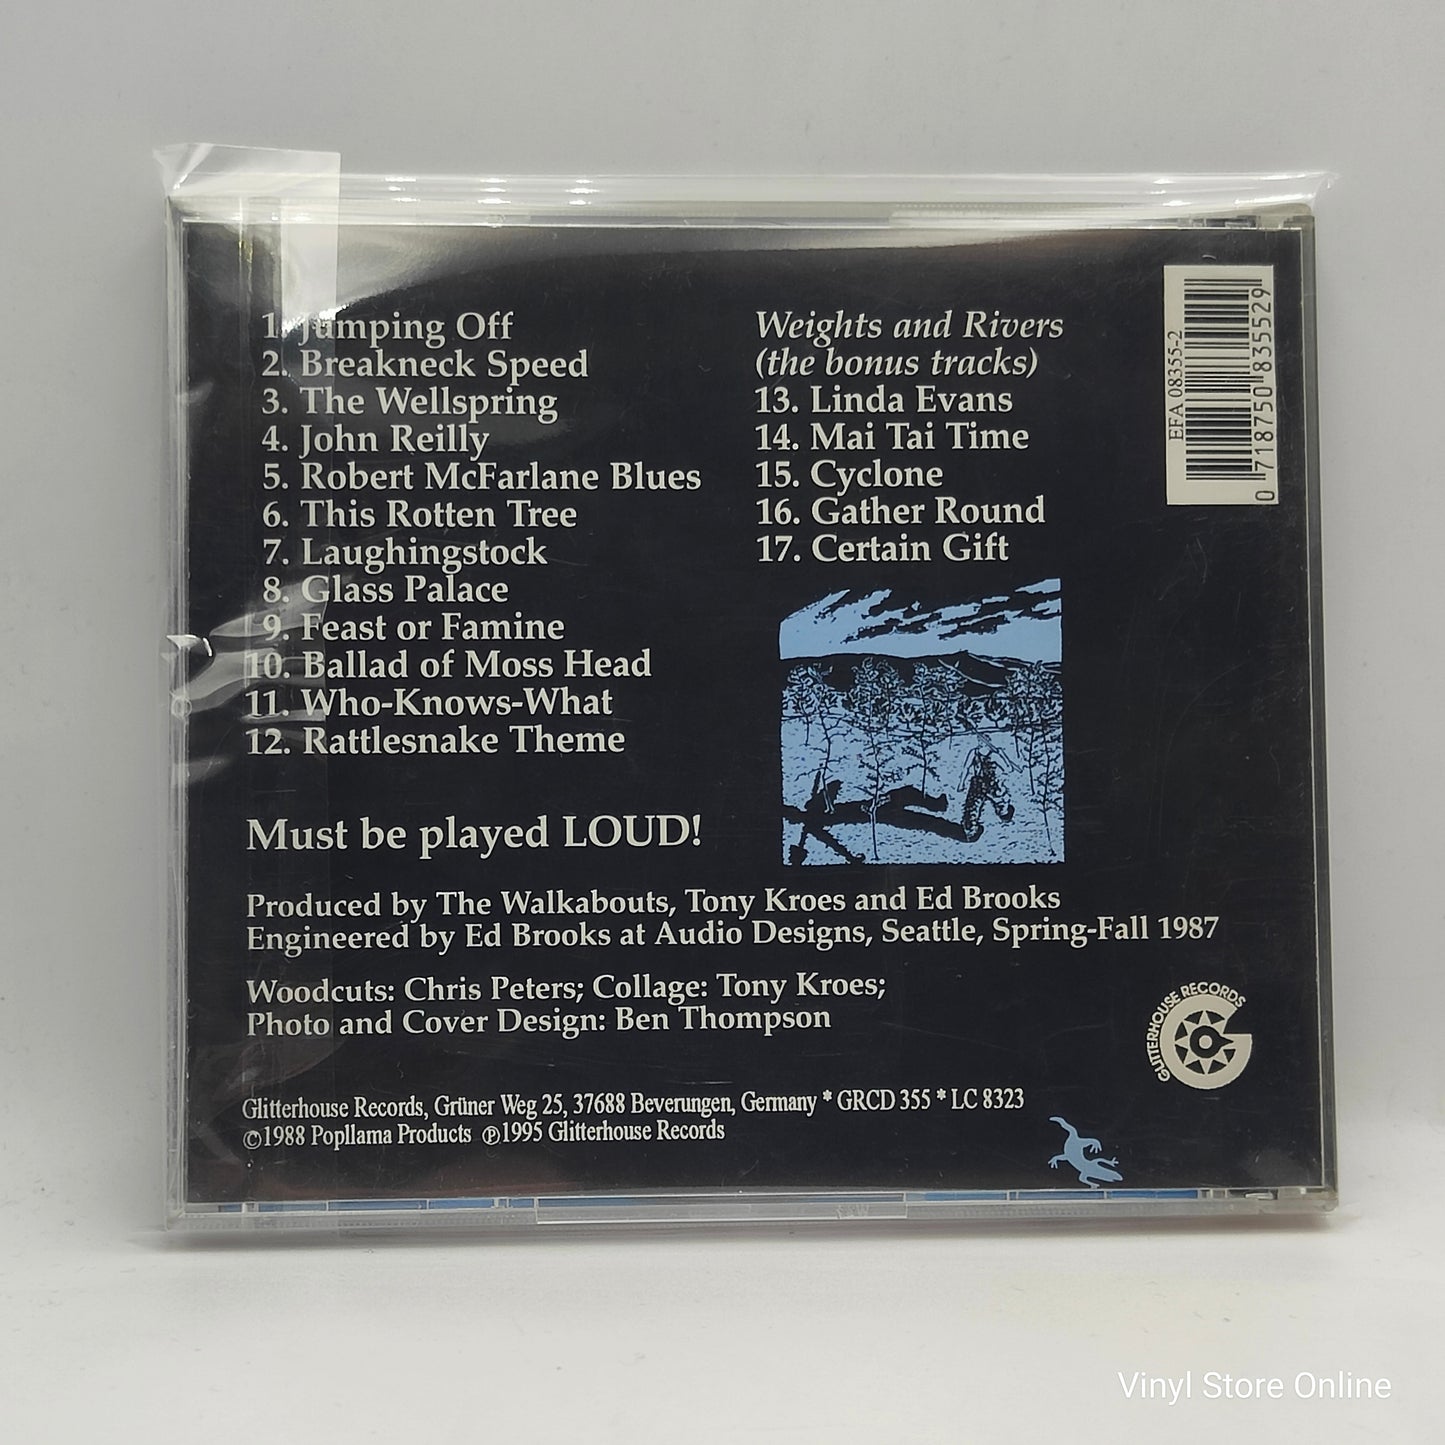 1. Jumping Off
2. Breakneck Speed
3. The Wellspring
4. John Reilly
5. Robert McFarlane Blues
6. This Rotten Tree
7. Laughingstock
8. Glass Palace
9. Feast or Famine
10. Ballad of Moss Head
11. Who-Knows-What
12. Rattlesnake Theme
Weights and Rivers
(the bonus tracks)
13. Linda Evans
14. Mai Tai Time
15. Cyclone
16. Gather Round
17. Certain Gift
EFA 08355-2
0 718750 835529
Must be played LOUD!
Produced by The Walkabouts, Tony Kroes and Ed Brooks
Engineered by Ed Brooks at Audio Designs, Seattle, Spring-Fall 1987
Woodcuts: Chris Peters; Collage: Tony Kroes;
Photo and Cover Design: Ben Thompson
GLITTERHOUSE RECORDS
Glitterhouse Records, Grüner Weg 25, 37688 Beverungen, Germany * GRCD 355 * LC 8323
©1988 Popllama Products ℗1995 Glitterhouse Records
Vinyl Store Online